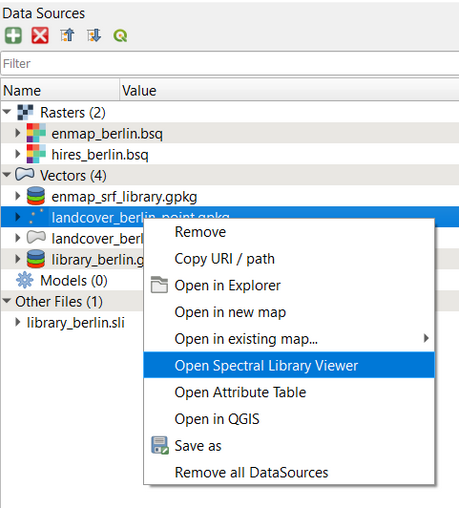 Data Sources
Filter
Name Value
Rasters (2)
enmap_berlin.bsq
hires_berlin.bsq
Vectors (4)
enmap_srf_library.gpkg
landcover_berlin_point.gpkg
landcover_berl
library_berlin.g
Models (0)
Other Files (1)
library_berlin.sli
Remove
Copy URI / path
Open in Explorer
Open in new map
Open in existing map...
Open Spectral Library Viewer
Open Attribute Table
Open in QGIS
Save as
Remove all DataSources